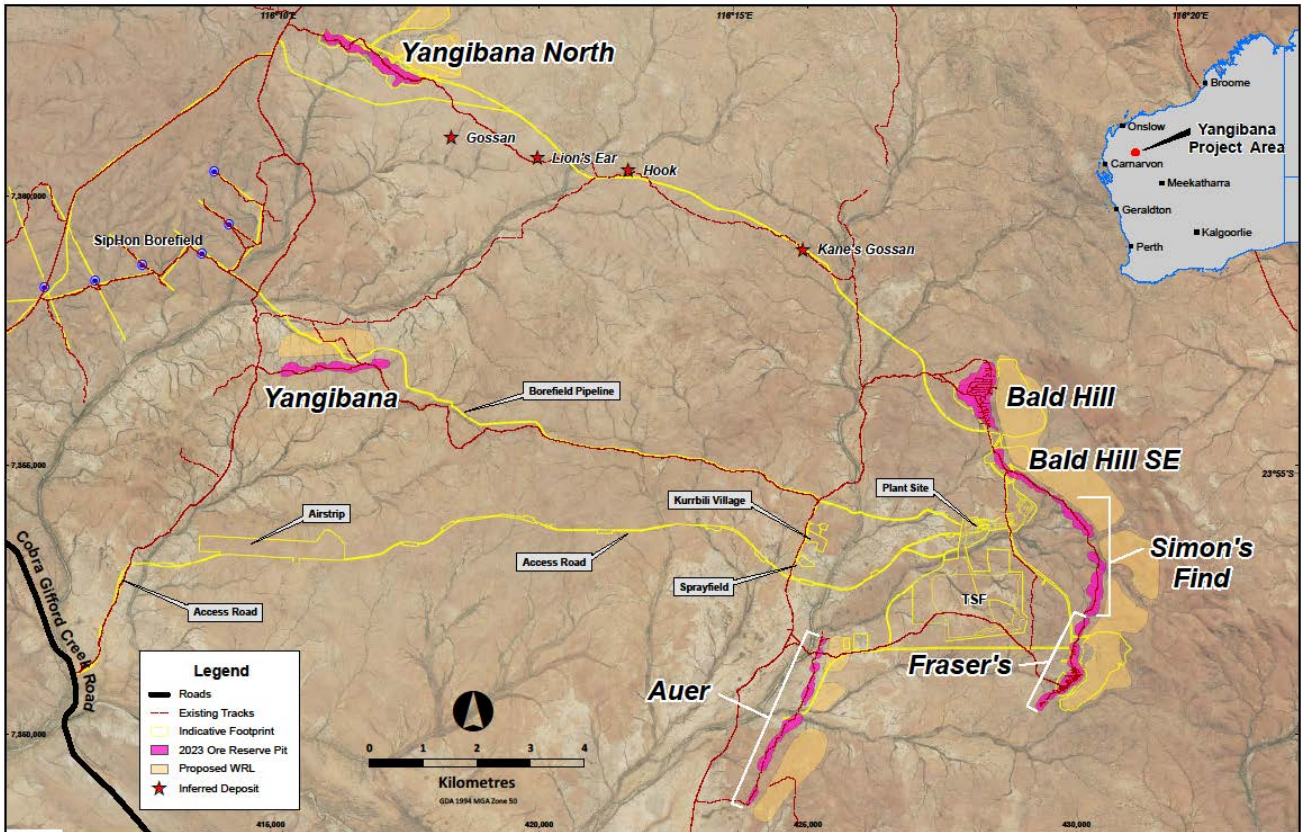 116°10'E
116°15'E
116°20'E
Yangibana North
Broome
Onslow
Yangibana
Project Area
Carnarvon
Meekatharra
Geraldton
Kalgoorlie
Perth
Gossan
Lion's Ear
Hook
7,380,000
SipHon Borefield
Kane's Gossan
Yangibana
Borefield Pipeline
Bald Hill
Bald Hill SE
7,365,000
23°55'S
Kurrbili Village
Plant Site
Airstrip
Access Road
Simon's
Find
Sprayfield
Access Road
TSF
Cobra Gifford Creek Road
Fraser's
Auer
Legend
Roads
Existing Tracks
Indicative Footprint
2023 Ore Reserve Pit
Proposed WRL
Inferred Deposit
0 1 2 3 4
Kilometres
GDA 1994 MGA Zone 50
7,360,000
415,000
420,000
425,000
430,000